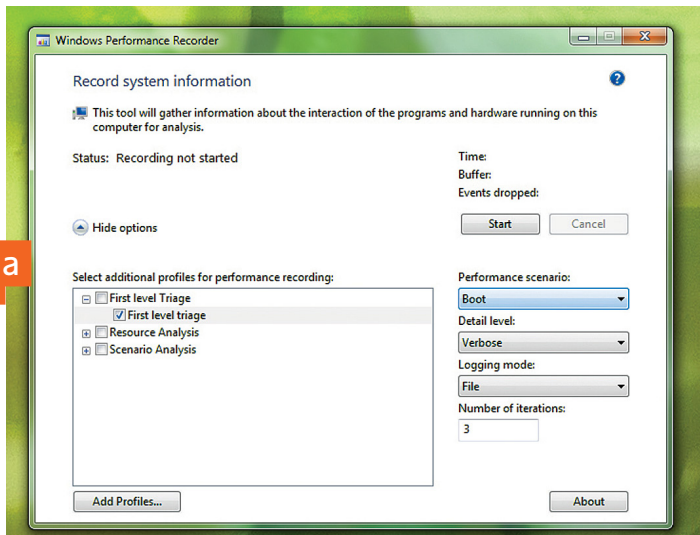 Windows Performance Recorder
Record system information
This tool will gather information about the interaction of the programs and hardware running on this
computer for analysis.
Status: Recording not started
Time:
Buffer:
Events dropped:
Hide options
Start
Cancel
a
Select additional profiles for performance recording:
First level Triage
First level triage
Resource Analysis
Scenario Analysis
Performance scenario:
Boot
Detail level:
Verbose
Logging mode:
File
Number of iterations:
3
Add Profiles...
About